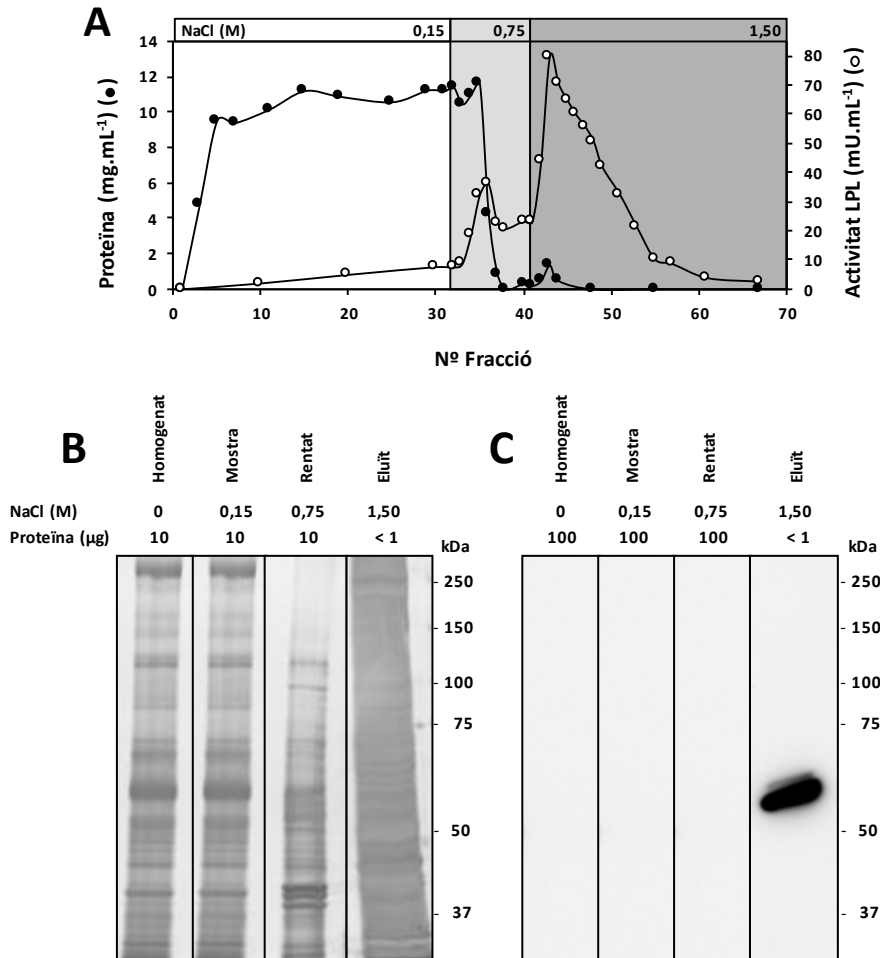 A
NaCl (M) 0,15 0,75 1,50
Proteïna (mg.mL-1) (●)
14
12
10
8
6
4
2
0
80
70
60
50
40
30
20
10
0
Activitat LPL (mU.mL-1) (o)
0 10 20 30 40 50 60 70
Nº Fracció
B
Homogenat Mostra Rentat Eluït
NaCl (M) 0 0,15 0,75 1,50
Proteïna (µg) 10 10 10 < 1
kDa
- 250
- 150
- 100
- 75
- 50
- 37
C
Homogenat Mostra Rentat Eluït
0 0,15 0,75 1,50
100 100 100 < 1
kDa
- 250
- 150
- 100
- 75
- 50
- 37